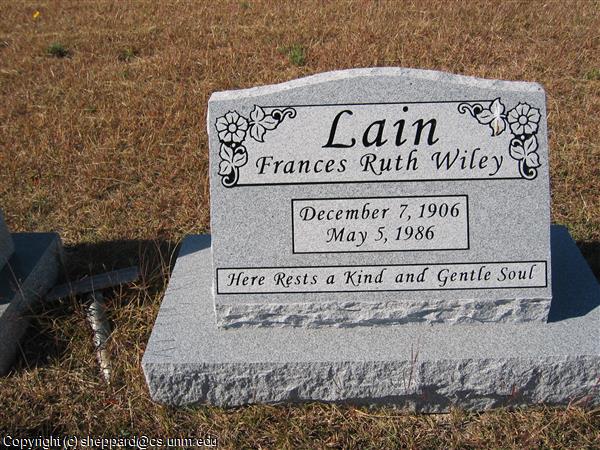 Lain
Frances Ruth Wiley
December 7, 1906
May 5, 1986
Here Rests a Kind and Gentle Soul
Copyright (c) sheppard@cs.unm.edu